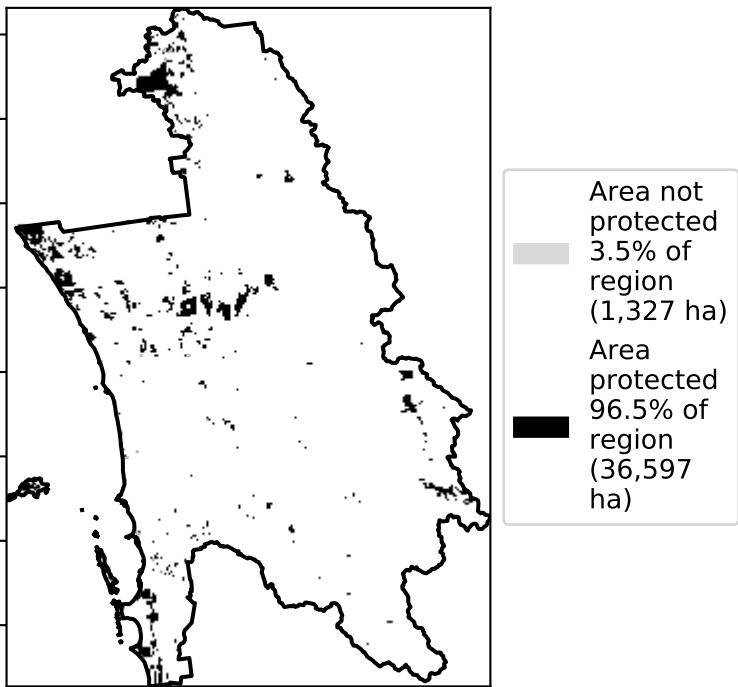 Area not
protected
3.5% of
region
(1,327 ha)
Area
protected
96.5% of
region
(36,597
ha)